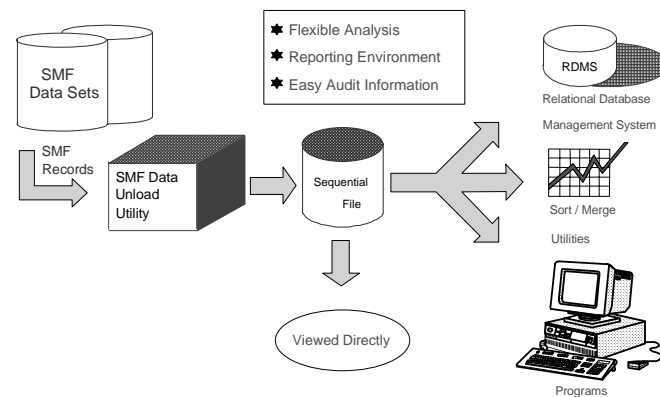 SMF
Data Sets
Flexible Analysis
Reporting Environment
Easy Audit Information
RDMS
Relational Database
Management System
SMF
Records
SMF Data
Unload
Utility
Sequential
File
Sort / Merge
Utilities
Viewed Directly
Programs